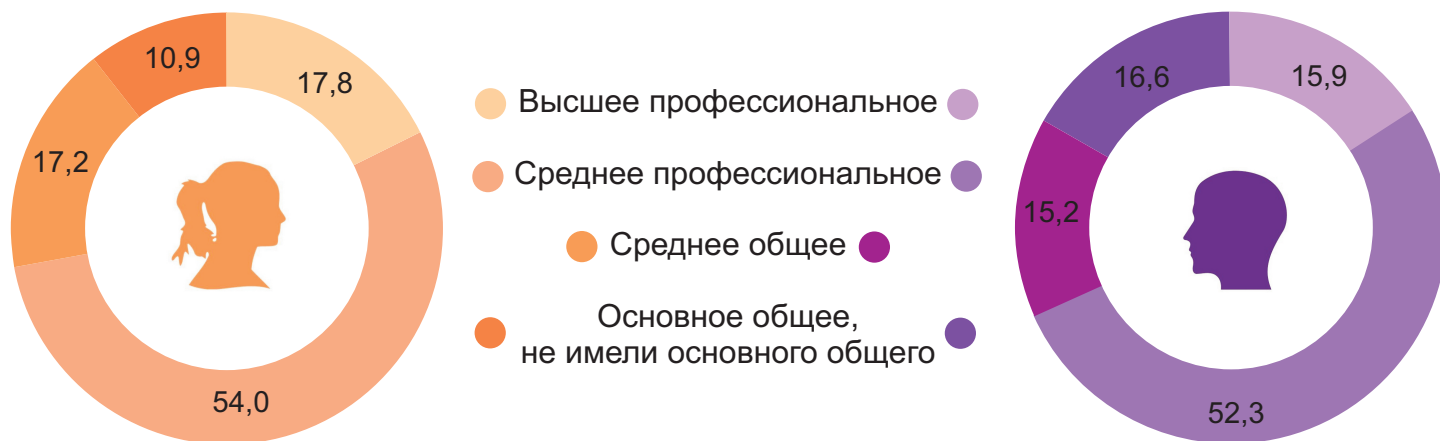 10,9
17,8
17,2
54,0
Высшее профессиональное
Среднее профессиональное
Среднее общее
Основное общее,
не имели основного общего
16,6
15,9
15,2
52,3